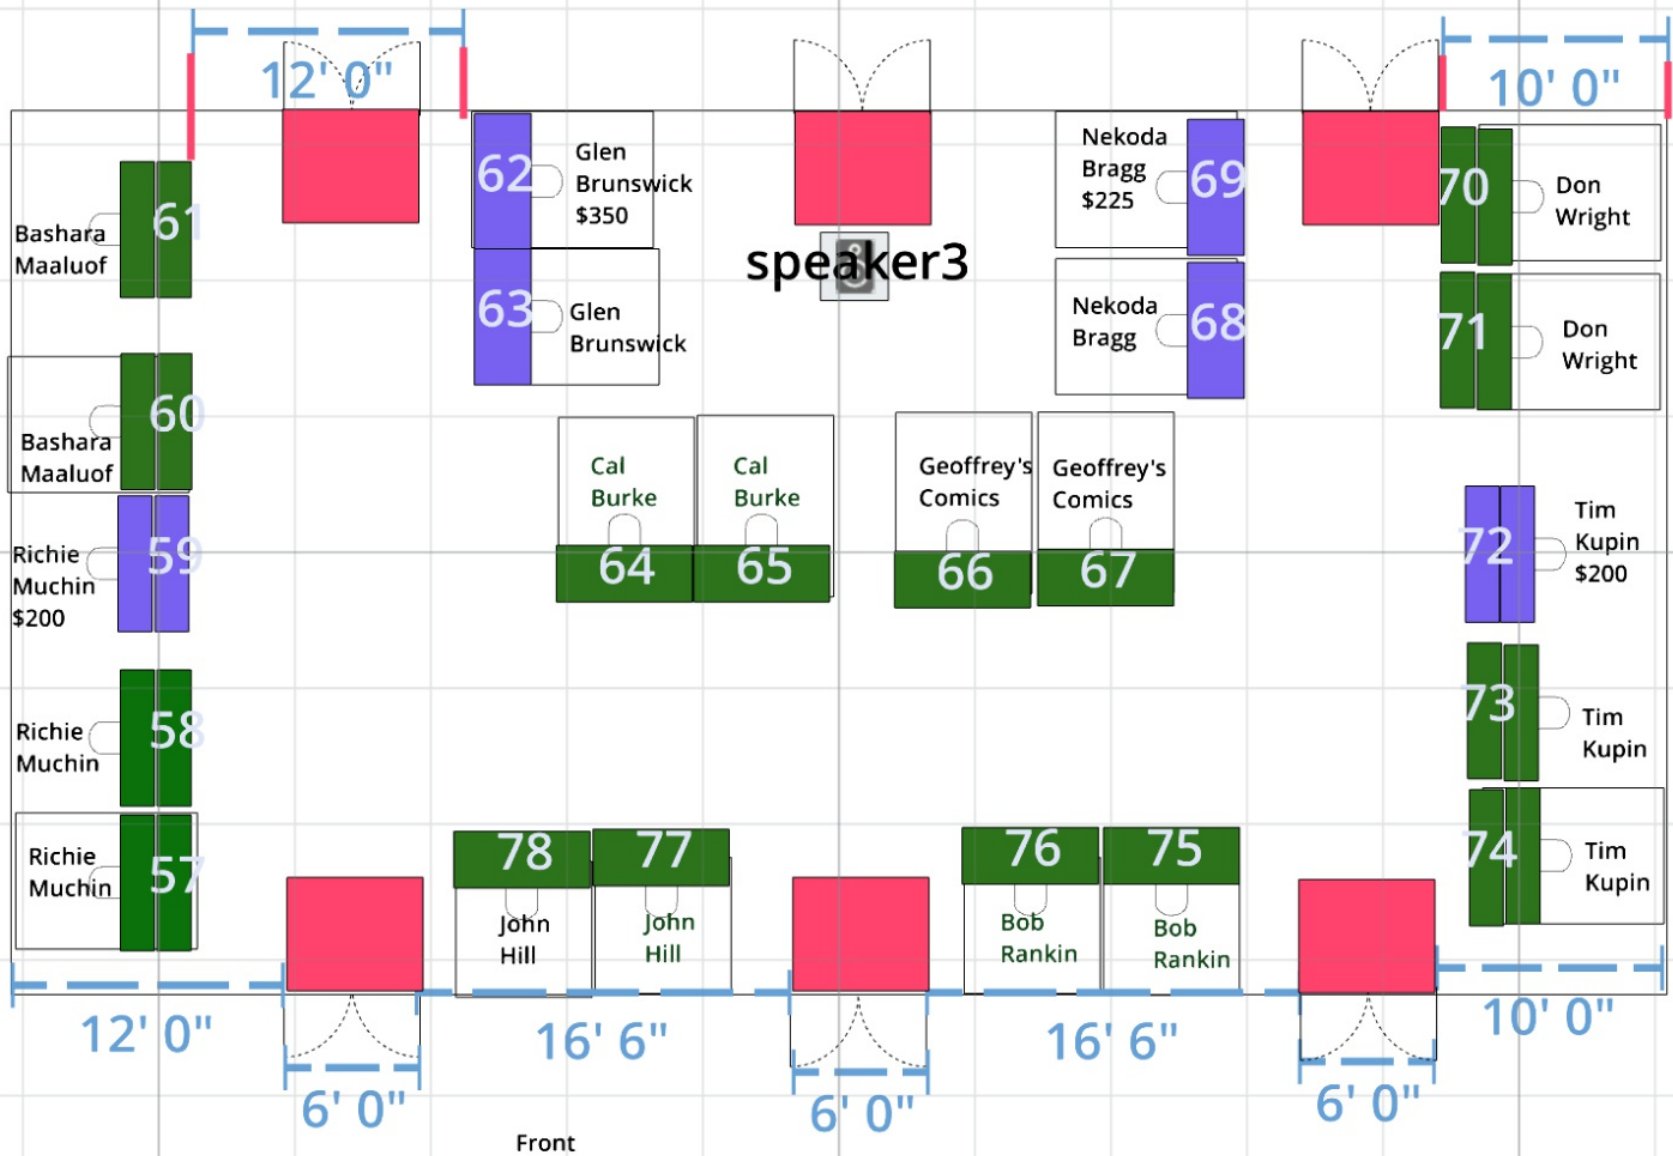 12' 0"
10' 0"
62
Glen
Brunswick
$350
Nekoda
Bragg
$225
69
70
Don
Wright
61
Bashara
Maaluof
speaker3
63
Glen
Brunswick
Nekoda
Bragg
68
71
Don
Wright
60
Bashara
Maaluof
Cal
Burke
64
Cal
Burke
65
Geoffrey's
Comics
66
Geoffrey's
Comics
67
59
Richie
Muchin
$200
72
Tim
Kupin
$200
58
Richie
Muchin
73
Tim
Kupin
57
Richie
Muchin
78
John
Hill
77
John
Hill
76
Bob
Rankin
75
Bob
Rankin
74
Tim
Kupin
12' 0"
16' 6"
16' 6"
10' 0"
6' 0"
6' 0"
6' 0"
Front